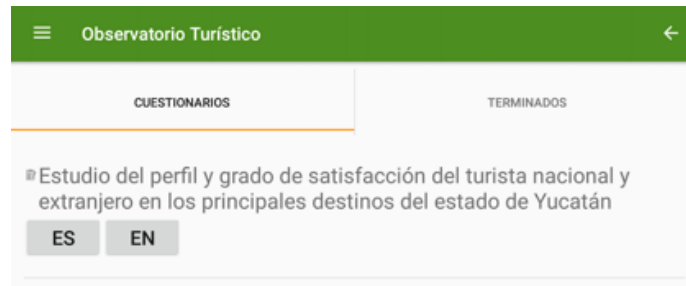 Observatorio Turístico
CUESTIONARIOS
TERMINADOS
Estudio del perfil y grado de satisfacción del turista nacional y
extranjero en los principales destinos del estado de Yucatán
ES
EN